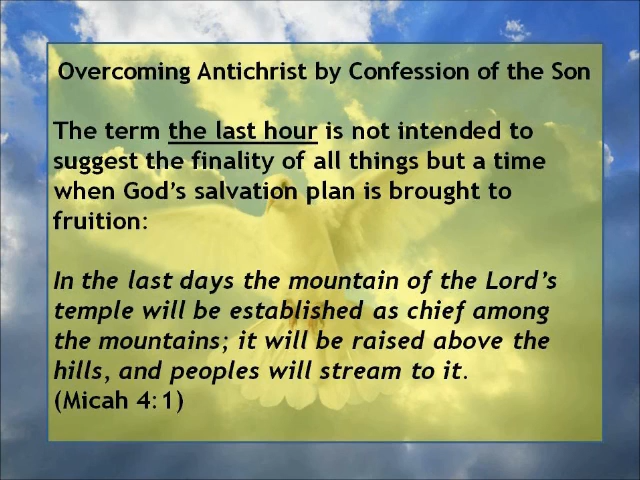 Overcoming Antichrist by Confession of the Son
The term the last hour is not intended to
suggest the finality of all things but a time
when God’s salvation plan is brought to
fruition:
In the last days the mountain of the Lord’s
temple will be established as chief among
the mountains; it will be raised above the
hills, and peoples will stream to it.
(Micah 4:1)